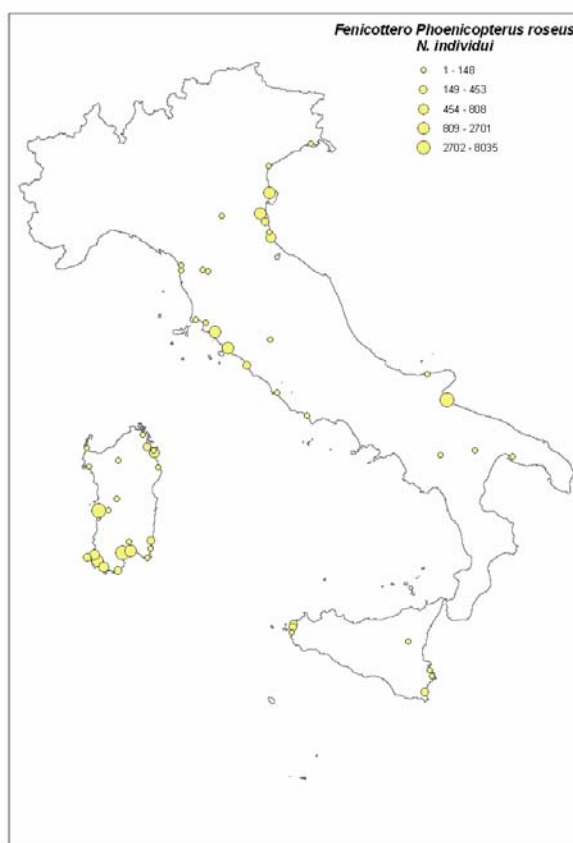 Fenicottero Phoenicopterus roseus
N. individui
1 - 148
149 - 453
454 - 808
809 - 2701
2702 - 8035